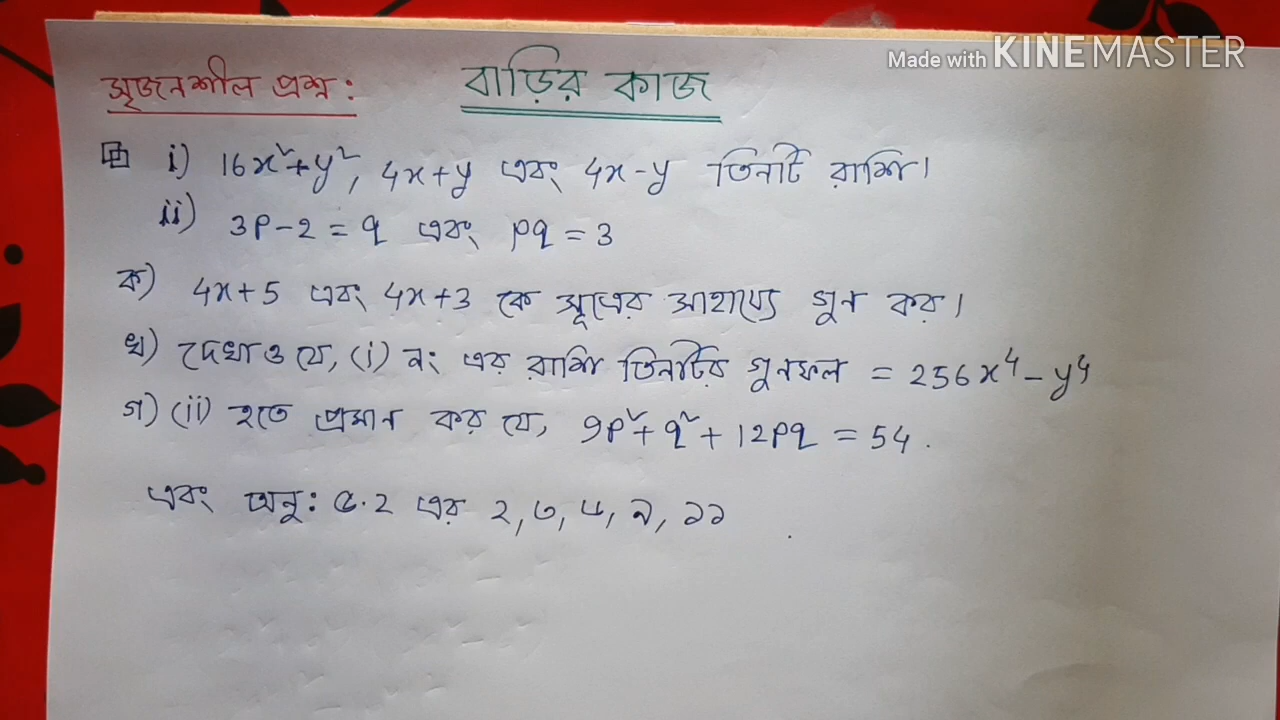 Made with KINEMASTER
সৃজনশীল প্রশ্ন: বাড়ির কাজ
i) 16x²+y², 4x+y এবং 4x-y তিনটি রাশি।
ii) 3p-2=q এবং pq=3
ক) 4x+5 এবং 4x+3 কে সূত্রের সাহায্যে গুন কর।
খ) দেখাও যে, (i) নং এর রাশি তিনটির গুনফল = 256x⁴-y⁴
গ) (ii) হতে প্রমান কর যে, 9p²+q²+12pq = 54.
এবং অনু: ৫.2 এর ২, ৩, ৫, ৯, ১১